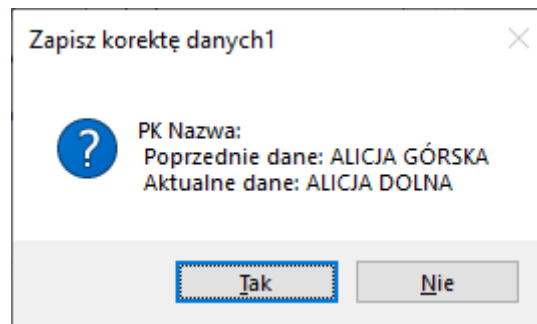 Zapisz korektę danych1
PK Nazwa:
Poprzednie dane: ALICJA GÓRSKA
Aktualne dane: ALICJA DOLNA
Tak
Nie